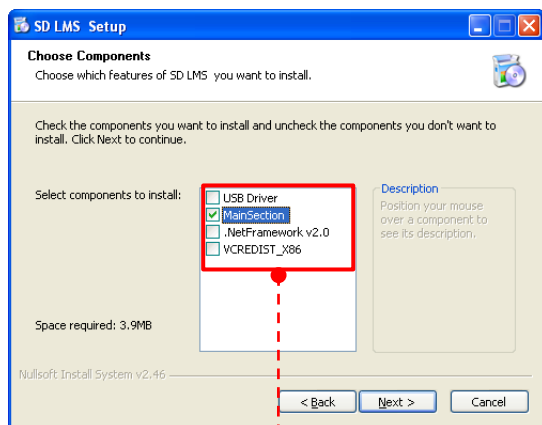 SD LMS Setup
Choose Components
Choose which features of SD LMS you want to install.
Check the components you want to install and uncheck the components you don't want to
install. Click Next to continue.
Select components to install:
USB Driver
MainSection
.NetFramework v2.0
VCREDIST_X86
Description
Position your mouse
over a component to
see its description.
Space required: 3.9MB
Nullsoft Install System v2.46
< Back
Next >
Cancel